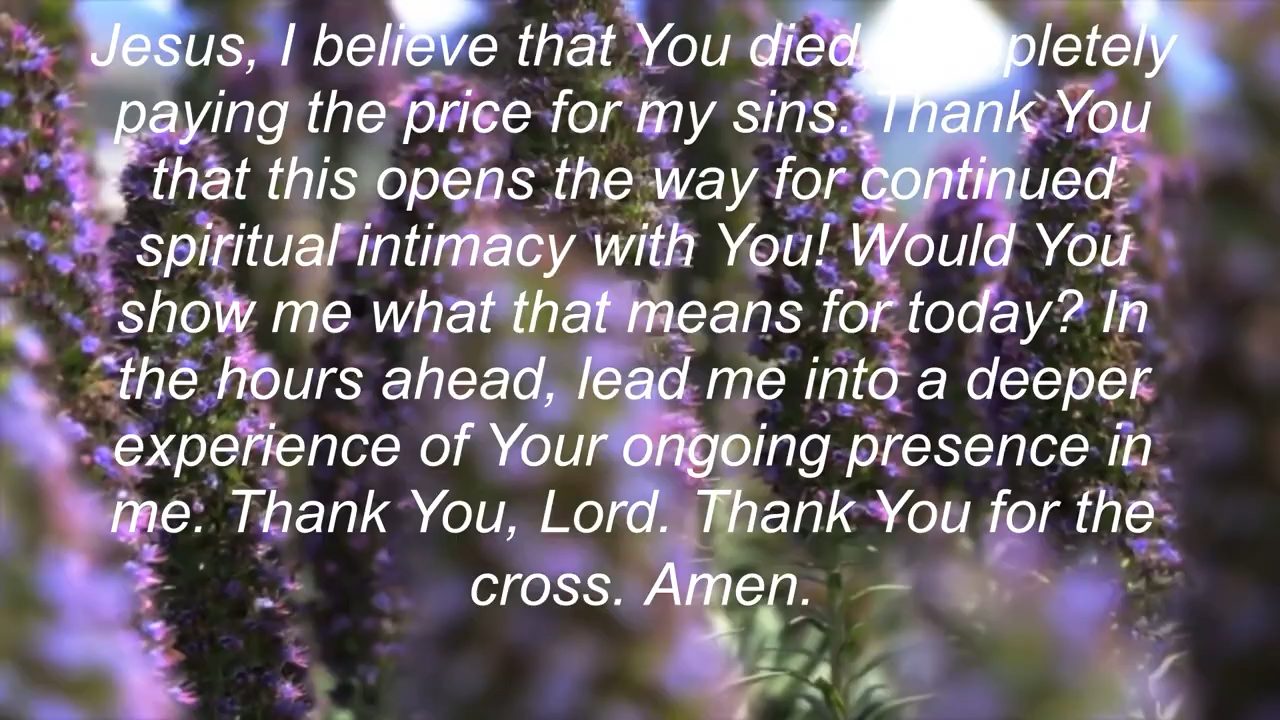 Jesus, I believe that You died, pletely
paying the price for my sins. Thank You
that this opens the way for continued
spiritual intimacy with You! Would You
show me what that means for today? In
the hours ahead, lead me into a deeper
experience of Your ongoing presence in
me. Thank You, Lord. Thank You for the
cross. Amen.